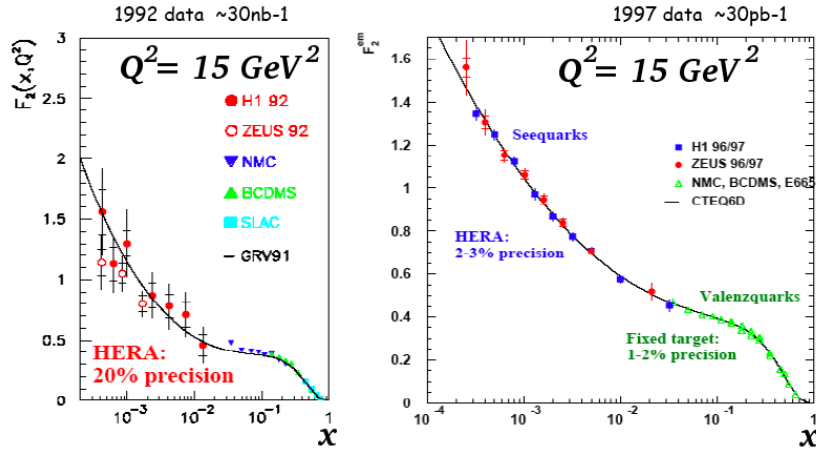 1992 data ~30nb-1
F₂(x,Q²)
3
2.5
2
1.5
1
0.5
0
Q² = 15 GeV²
H1 92
ZEUS 92
NMC
BCDMS
SLAC
GRV91
HERA:
20% precision
10⁻³
10⁻²
10⁻¹
1
x
1997 data ~30pb-1
F₂ᵉᵐ
1.6
1.4
1.2
1
0.8
0.6
0.4
0.2
0
Q² = 15 GeV²
Seequarks
H1 96/97
ZEUS 96/97
NMC, BCDMS, E665
CTEQ6D
HERA:
2-3% precision
Valenzquarks
Fixed target:
1-2% precision
10⁻⁴
10⁻³
10⁻²
10⁻¹
1
x